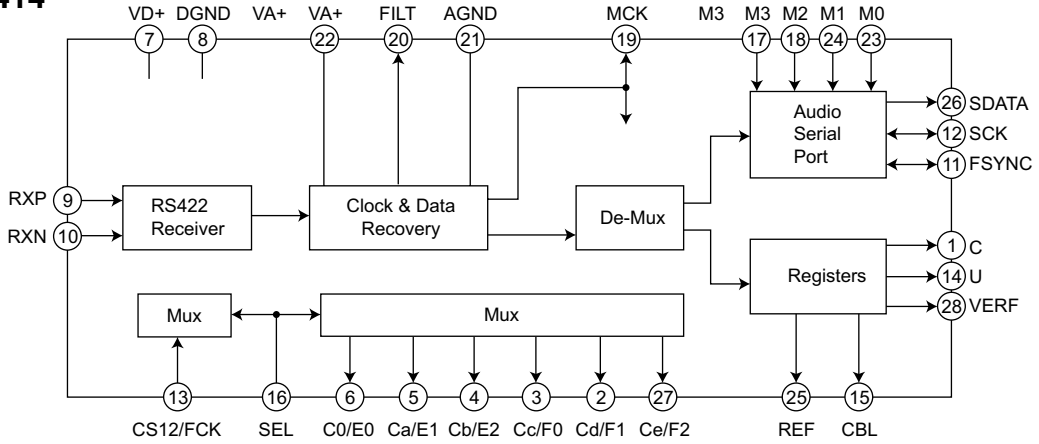 VD+ DGND VA+ VA+ FILT AGND MCK M3 M3 M2 M1 M0
7 8 22 20 21 19 17 18 24 23
Audio
Serial
Port
26 SDATA
12 SCK
11 FSYNC
RXP 9
RXN 10
RS422
Receiver
Clock & Data
Recovery
De-Mux
Registers
1 C
14 U
28 VERF
Mux
Mux
13 16 6 5 4 3 2 27 25 15
CS12/FCK SEL C0/E0 Ca/E1 Cb/E2 Cc/F0 Cd/F1 Ce/F2 REF CBL